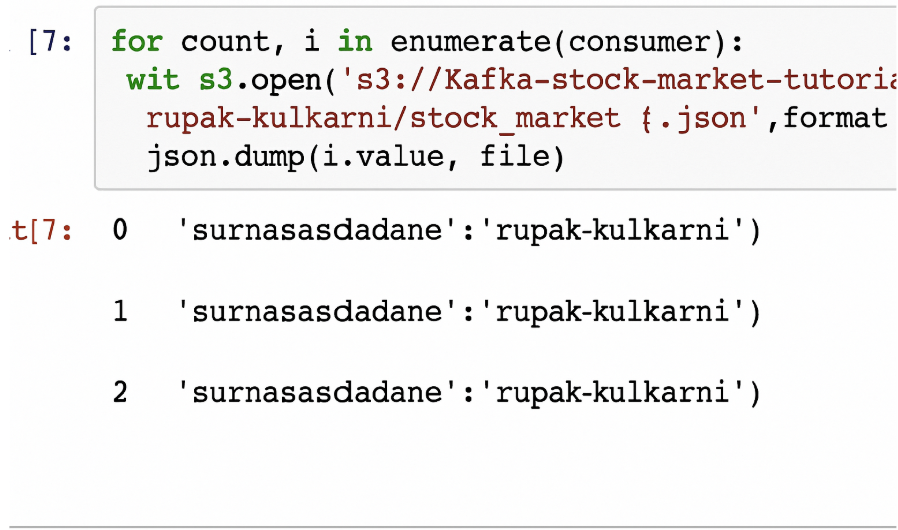 [7:
for count, i in enumerate(consumer):
wit s3.open('s3://Kafka-stock-market-tutoria
rupak-kulkarni/stock_market {.json',format
json.dump(i.value, file)
t[7:
0 'surnasasdadane':'rupak-kulkarni')
1 'surnasasdadane':'rupak-kulkarni')
2 'surnasasdadane':'rupak-kulkarni')